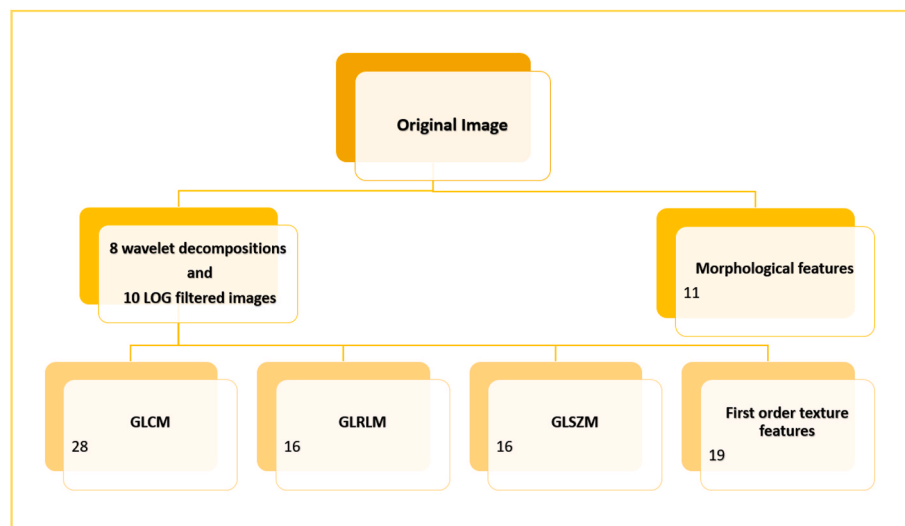 Original Image
8 wavelet decompositions
and
10 LOG filtered images
Morphological features
11
GLCM
28
GLRLM
16
GLSZM
16
First order texture
features
19